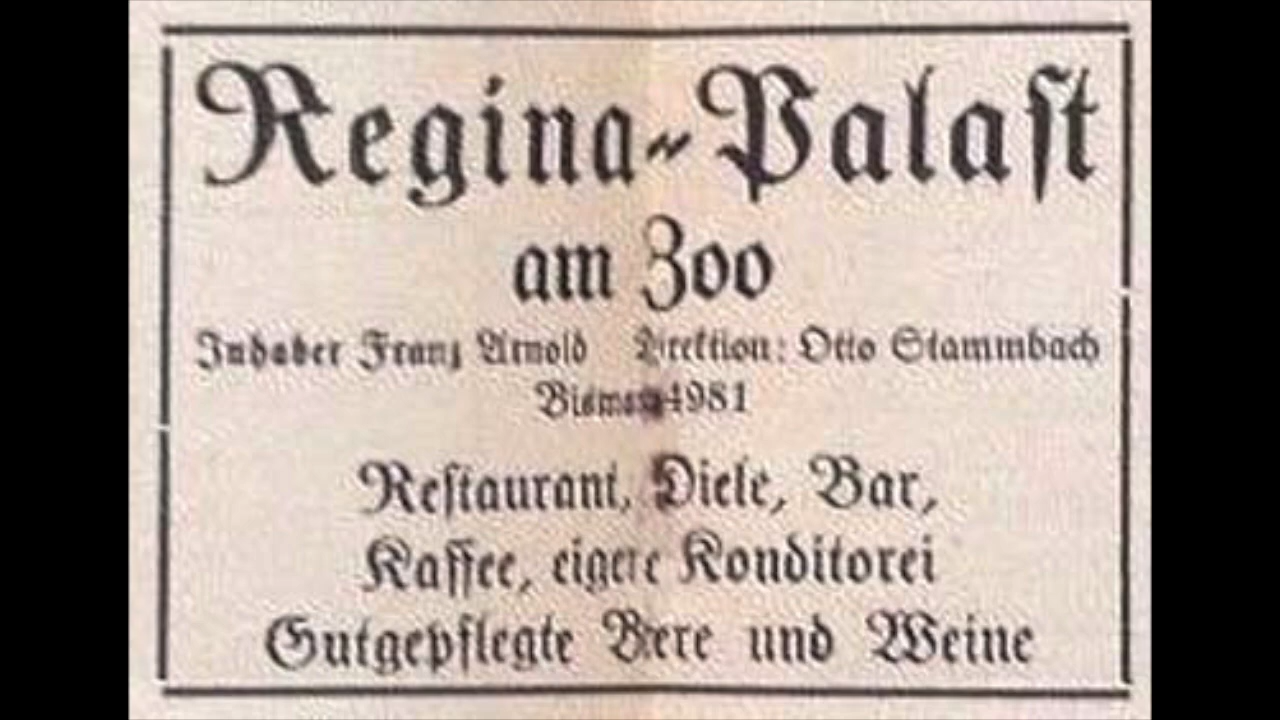 Regina-Palast
am Zoo
Inhaber Franz Arnold Direktion: Otto Stammbach
4981
Restaurant, Diele, Bar,
Kaffee, eigene Konditorei
Gutgepflegte Biere und Weine